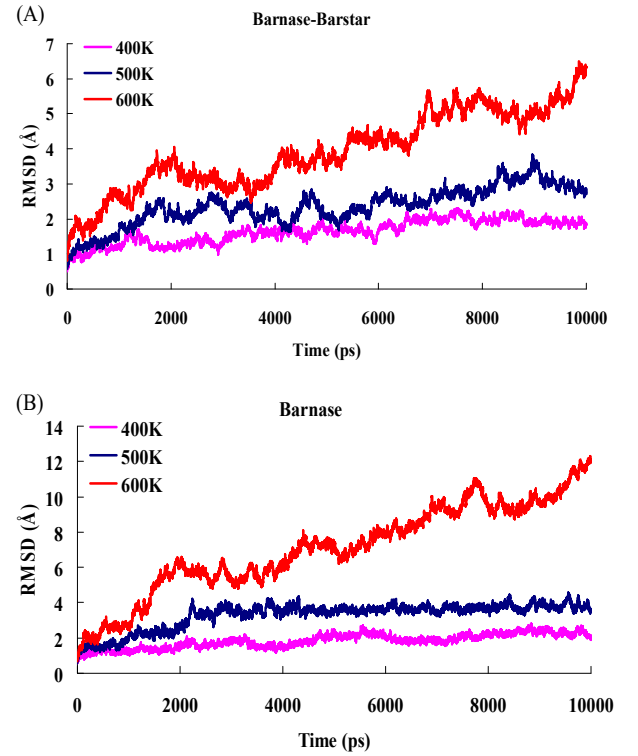 (A)
Barnase-Barstar
400K
500K
600K
RMSD (Å)
7
6
5
4
3
2
1
0
0 2000 4000 6000 8000 10000
Time (ps)
(B)
Barnase
400K
500K
600K
RMSD (Å)
14
12
10
8
6
4
2
0
0 2000 4000 6000 8000 10000
Time (ps)